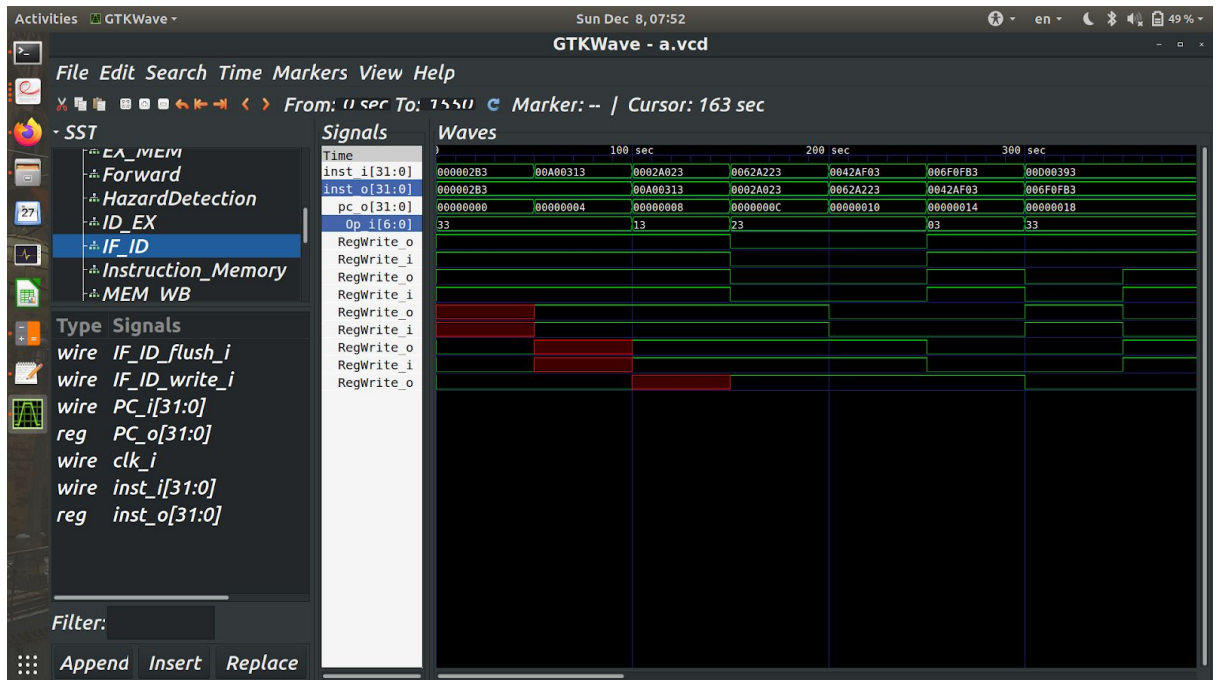 Activities GTKWave Sun Dec 8, 07:52 en 49 %
GTKWave - a.vcd
File Edit Search Time Markers View Help
From: 0 sec To: 1550 Marker: -- | Cursor: 163 sec
SST
EX_MEM
Forward
HazardDetection
ID_EX
IF_ID
Instruction_Memory
MEM_WB
Type Signals
wire IF_ID_flush_i
wire IF_ID_write_i
wire PC_i[31:0]
reg PC_o[31:0]
wire clk_i
wire inst_i[31:0]
reg inst_o[31:0]
Filter:
Append Insert Replace
27
Signals
Time
inst_i[31:0]
inst_o[31:0]
pc_o[31:0]
Op_i[6:0]
RegWrite_o
RegWrite_i
RegWrite_o
RegWrite_i
RegWrite_o
RegWrite_i
RegWrite_o
RegWrite_i
RegWrite_o
Waves
100 sec 200 sec 300 sec
000002B3 00A00313 0002A023 0062A223 0042AF03 006F0FB3 00D00393
000002B3 00A00313 0002A023 0062A223 0042AF03 006F0FB3
00000000 00000004 00000008 0000000C 00000010 00000014 00000018
33 13 23 03 33